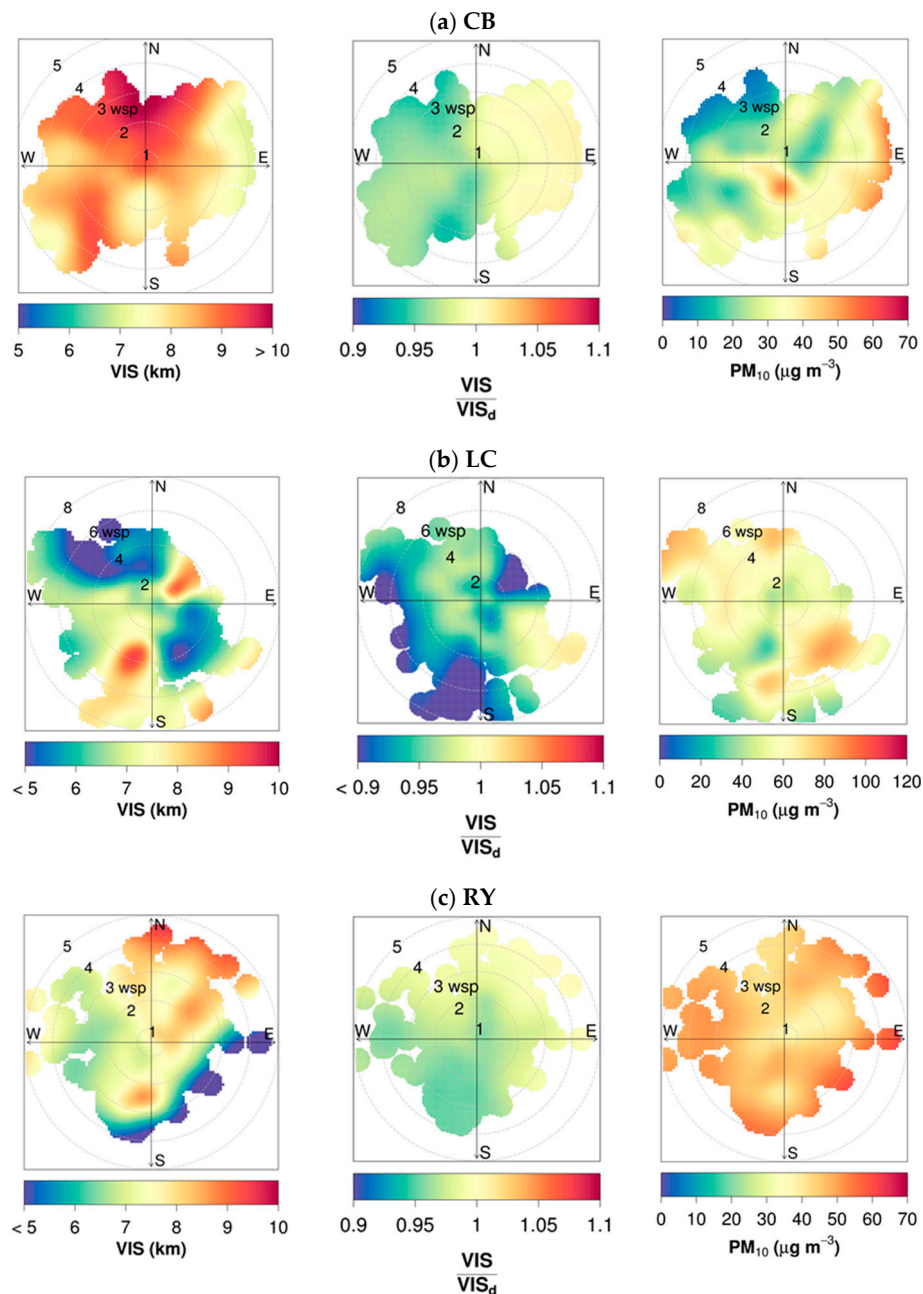 (a) CB
N
5
4
3 wsp
2
1
W
E
S
5 6 7 8 9 > 10
VIS (km)
N
5
4
3 wsp
2
1
W
E
S
0.9 0.95 1 1.05 1.1
VIS
VISd
N
5
4
3 wsp
2
1
W
E
S
0 10 20 30 40 50 60 70
PM10 (μg m−3)
(b) LC
N
8
6 wsp
4
2
W
E
S
< 5 6 7 8 9 10
VIS (km)
N
8
6 wsp
4
2
W
E
S
< 0.9 0.95 1 1.05 1.1
VIS
VISd
N
8
6 wsp
4
2
W
E
S
0 20 40 60 80 100 120
PM10 (μg m−3)
(c) RY
N
5
4
3 wsp
2
1
W
E
S
< 5 6 7 8 9 10
VIS (km)
N
5
4
3 wsp
2
1
W
E
S
0.9 0.95 1 1.05 1.1
VIS
VISd
N
5
4
3 wsp
2
1
W
E
S
0 10 20 30 40 50 60 70
PM10 (μg m−3)